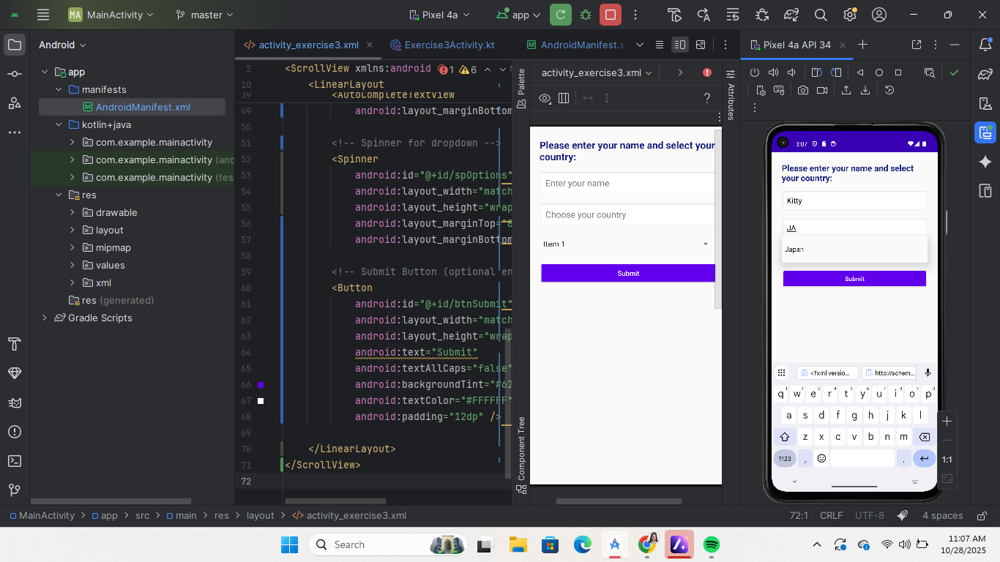 MA MainActivity
master
Pixel 4a
app
Android
app
manifests
AndroidManifest.xml
kotlin+java
com.example.mainactivity
com.example.mainactivity (and
com.example.mainactivity (tes
res
drawable
layout
mipmap
values
xml
res (generated)
Gradle Scripts
activity_exercise3.xml
Exercise3Activity.kt
AndroidManifest.x
2 <ScrollView xmlns:android
1 6
10 <LinearLayout
39 <AutoCompleteTextView
49 android:layout_marginBottom
50
51 <!-- Spinner for dropdown -->
52 <Spinner
53 android:id="@+id/spOptions"
54 android:layout_width="match
55 android:layout_height="wrap
56 android:layout_marginTop="8
57 android:layout_marginBottom
58
59 <!-- Submit Button (optional en
60 <Button
61 android:id="@+id/btnSubmit"
62 android:layout_width="match
63 android:layout_height="wrap
64 android:text="Submit"
65 android:textAllCaps="false"
66 android:backgroundTint="#62
67 android:textColor="#FFFFFF"
68 android:padding="12dp" />
69
70 </LinearLayout>
71 </ScrollView>
72
Palette
Component Tree
activity_exercise3.xml
?
Please enter your name and select your
country:
Enter your name
Choose your country
Item 1
Submit
Attributes
Pixel 4a API 34
3:07
Please enter your name and select
your country:
Kitty
JA
Japan
Submit
<?xml versio...
http://schem...
q1 w2 e3 r4 t5 y6 u7 i8 o9 p0
a s d f g h j k l
z x c v b n m
?123 , .
1:1
MainActivity > app > src > main > res > layout > activity_exercise3.xml
72:1 CRLF UTF-8 4 spaces
Search
11:07 AM
10/28/2025